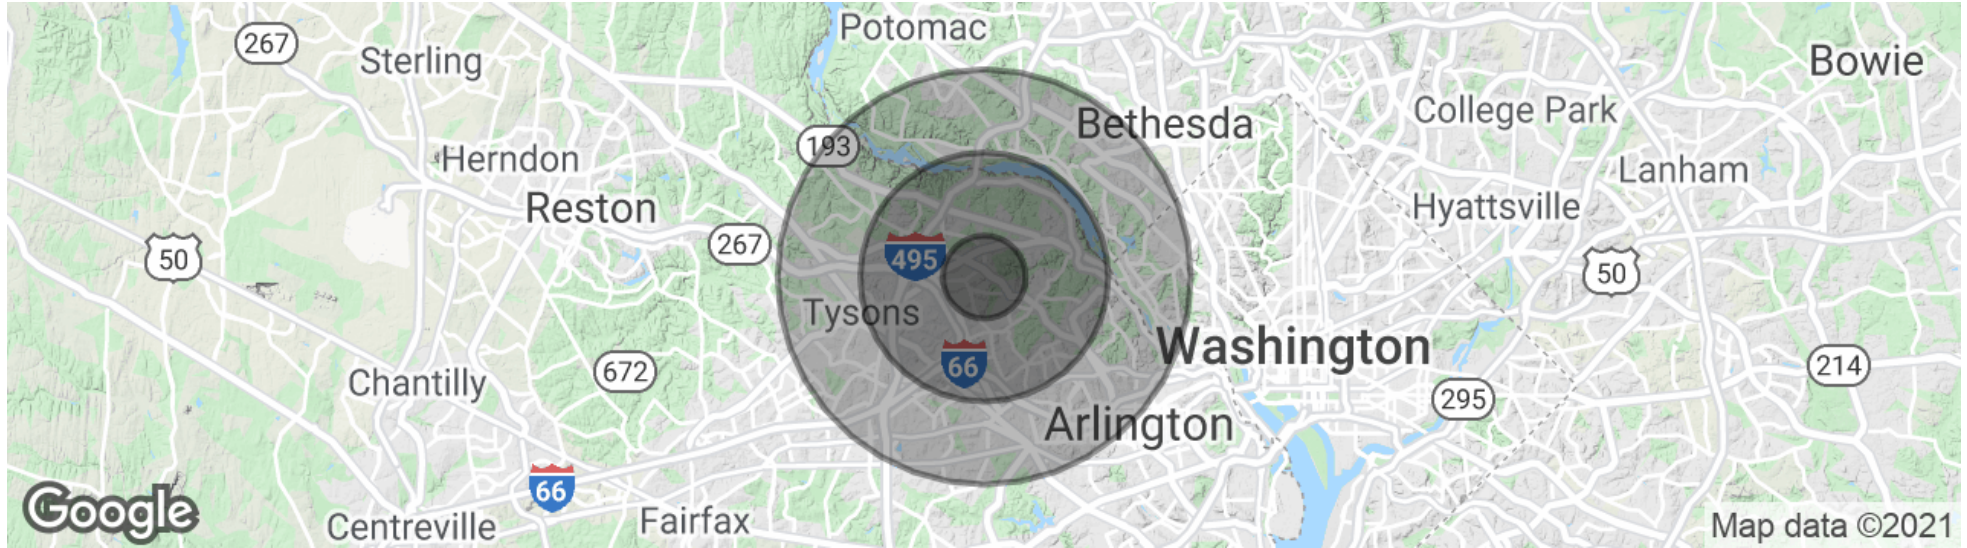 Potomac
267
Sterling
Bowie
College Park
Bethesda
193
Herndon
Lanham
Reston
Hyattsville
267
50
495
50
Tysons
Washington
66
672
214
Chantilly
295
Arlington
66
Google
Centreville
Fairfax
Map data ©2021